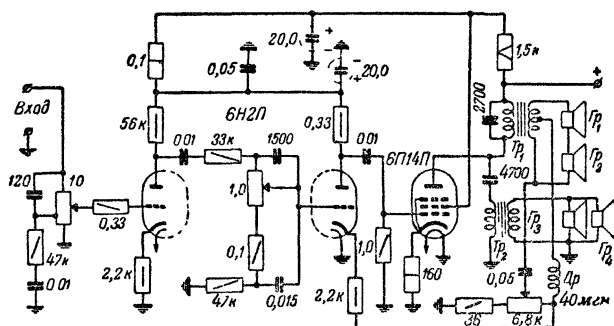 0,1
20,0
+
-
0,05
-
+
20,0
1,5к
+
Вход
6Н2П
56к
0,01
33к
1500
0,33
0,01
6П14П
2700
Тр₁
Гр₁
Гр₂
4700
120
10
0,33
1,0
47к
0,01
2,2к
0,1
47к
0,015
1,0
2,2к
160
Тр₂
Гр₃
Гр₄
0,05
Др
40мгн
36
6,8к